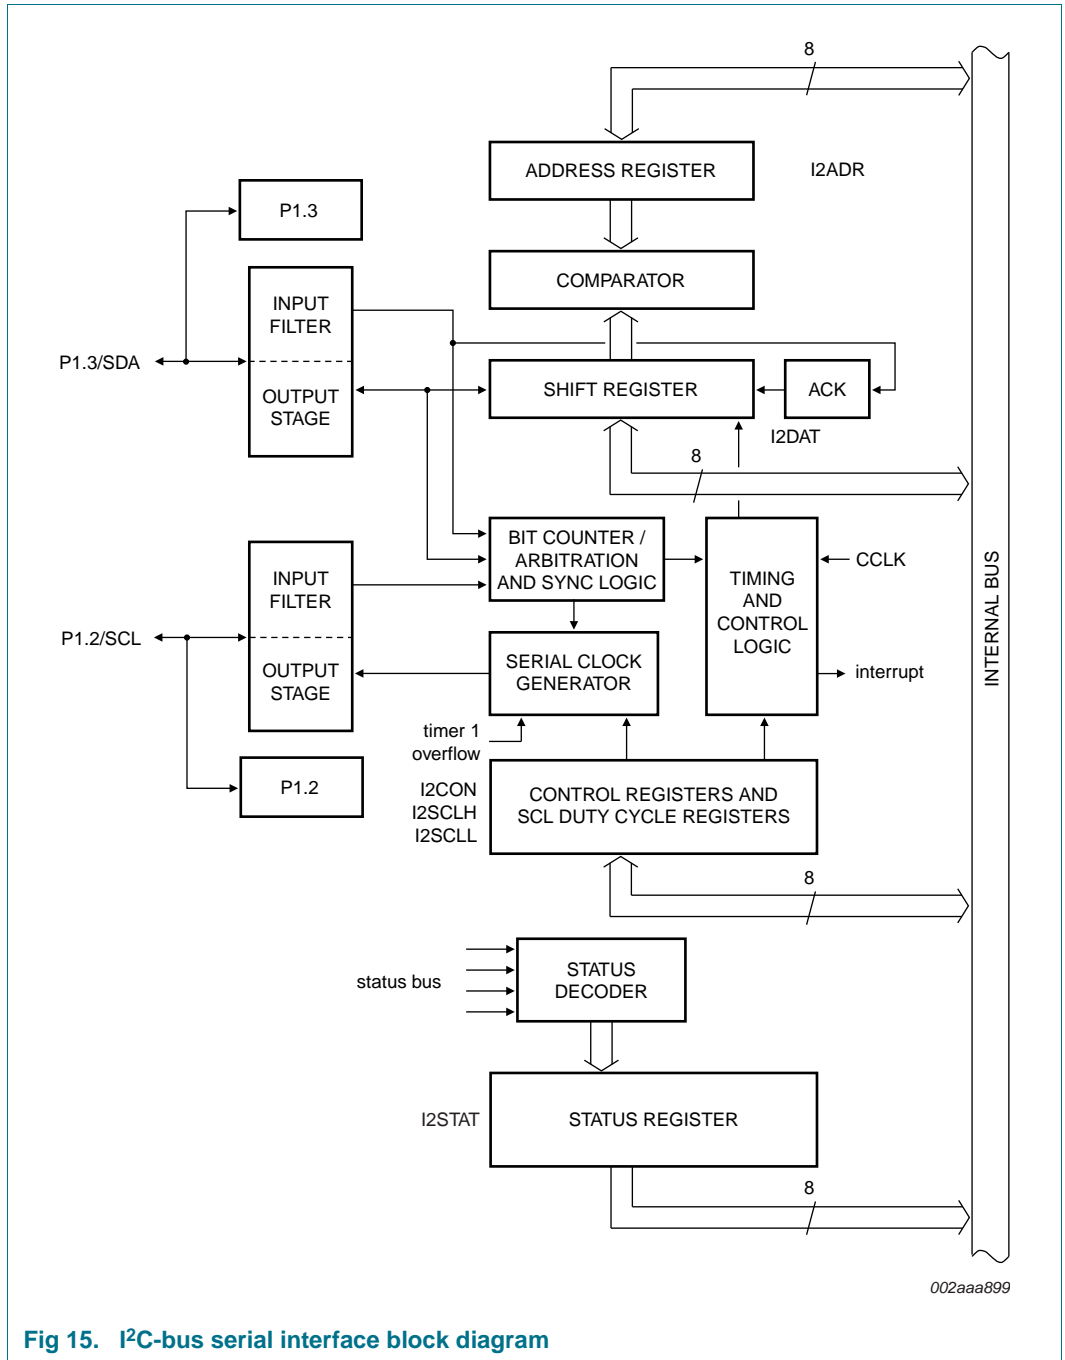 8
ADDRESS REGISTER
I2ADR
P1.3
COMPARATOR
INPUT
FILTER
P1.3/SDA
OUTPUT
STAGE
SHIFT REGISTER
ACK
I2DAT
8
BIT COUNTER /
ARBITRATION
AND SYNC LOGIC
INPUT
FILTER
TIMING
AND
CONTROL
LOGIC
CCLK
INTERNAL BUS
P1.2/SCL
OUTPUT
STAGE
SERIAL CLOCK
GENERATOR
interrupt
timer 1
overflow
P1.2
I2CON
I2SCLH
I2SCLL
CONTROL REGISTERS AND
SCL DUTY CYCLE REGISTERS
8
status bus
STATUS
DECODER
I2STAT
STATUS REGISTER
8
002aaa899
Fig 15. I²C-bus serial interface block diagram